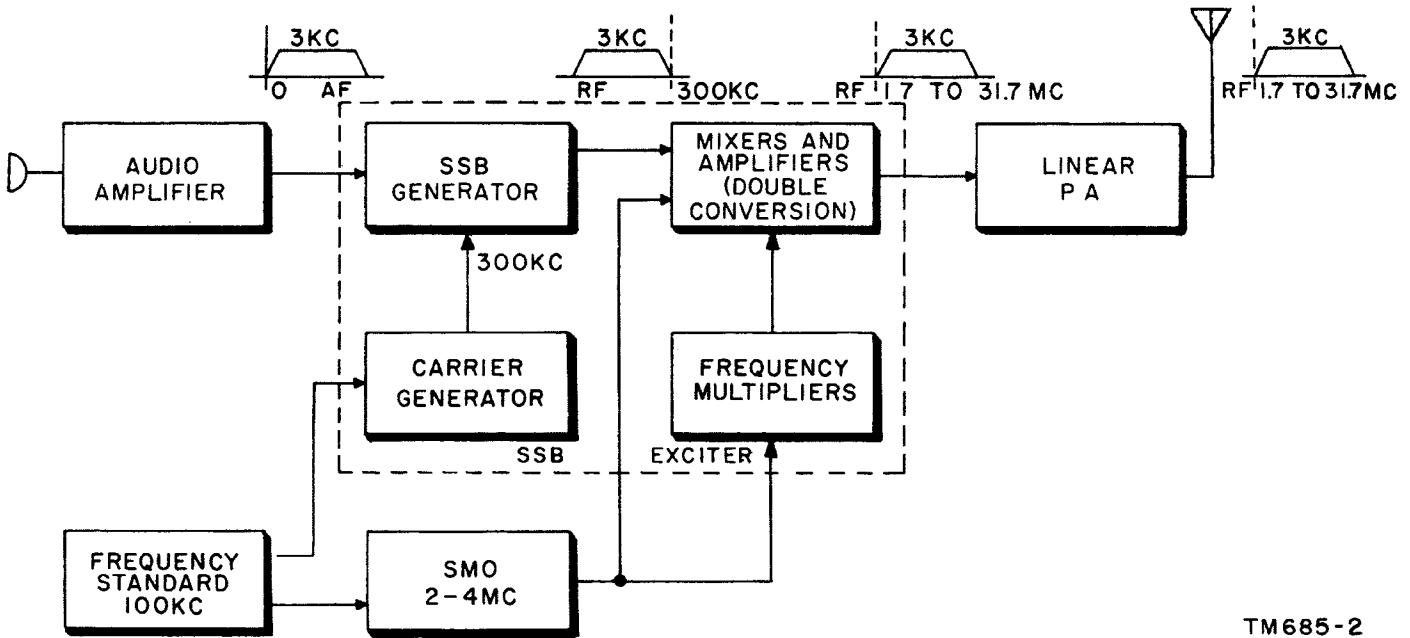 3KC
0 AF
3KC
RF 300KC
3KC
RF 1.7 TO 31.7 MC
3KC
RF 1.7 TO 31.7MC
AUDIO
AMPLIFIER
SSB
GENERATOR
MIXERS AND
AMPLIFIERS
(DOUBLE
CONVERSION)
LINEAR
P A
300KC
CARRIER
GENERATOR
FREQUENCY
MULTIPLIERS
SSB EXCITER
FREQUENCY
STANDARD
100KC
SMO
2-4MC
TM685-2